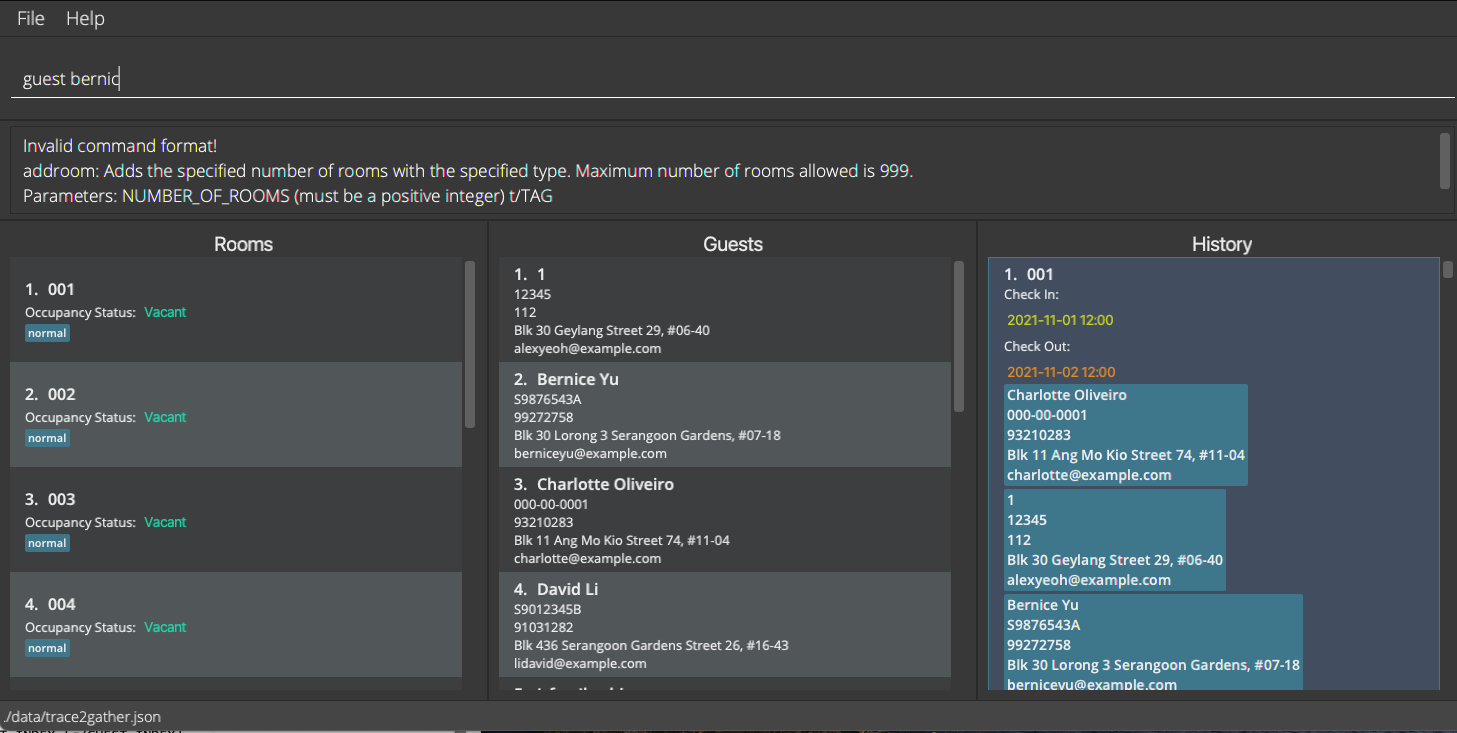 File Help
guest bernic
Invalid command format!
addroom: Adds the specified number of rooms with the specified type. Maximum number of rooms allowed is 999.
Parameters: NUMBER_OF_ROOMS (must be a positive integer) t/TAG
Rooms
1. 001
Occupancy Status: Vacant
normal
2. 002
Occupancy Status: Vacant
normal
3. 003
Occupancy Status: Vacant
normal
4. 004
Occupancy Status: Vacant
normal
Guests
1. 1
12345
112
Blk 30 Geylang Street 29, #06-40
alexyeoh@example.com
2. Bernice Yu
S9876543A
99272758
Blk 30 Lorong 3 Serangoon Gardens, #07-18
berniceyu@example.com
3. Charlotte Oliveiro
000-00-0001
93210283
Blk 11 Ang Mo Kio Street 74, #11-04
charlotte@example.com
4. David Li
S9012345B
91031282
Blk 436 Serangoon Gardens Street 26, #16-43
lidavid@example.com
History
1. 001
Check In:
2021-11-01 12:00
Check Out:
2021-11-02 12:00
Charlotte Oliveiro
000-00-0001
93210283
Blk 11 Ang Mo Kio Street 74, #11-04
charlotte@example.com
1
12345
112
Blk 30 Geylang Street 29, #06-40
alexyeoh@example.com
Bernice Yu
S9876543A
99272758
Blk 30 Lorong 3 Serangoon Gardens, #07-18
berniceyu@example.com
./data/trace2gather.json